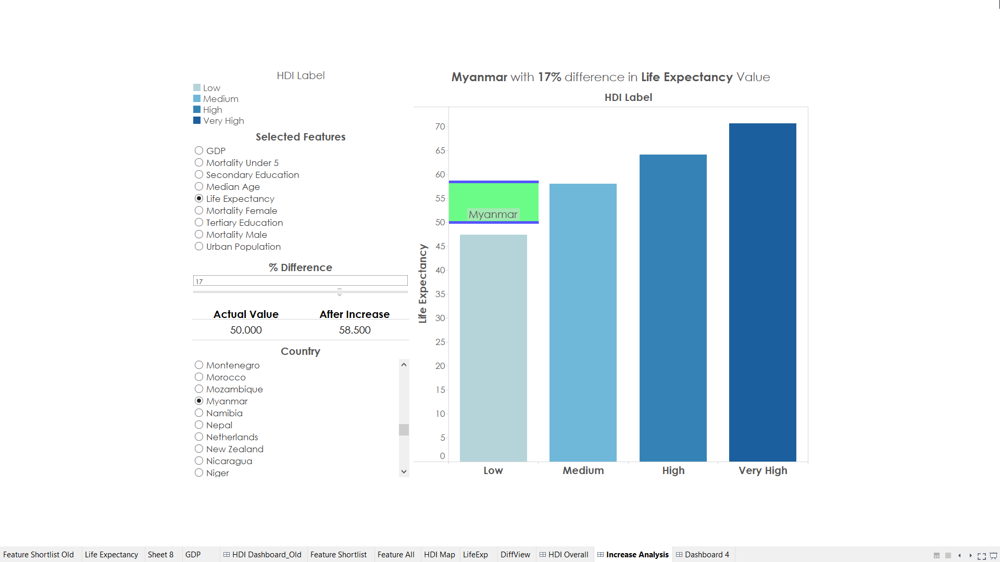 HDI Label
Low
Medium
High
Very High
Selected Features
GDP
Mortality Under 5
Secondary Education
Median Age
Life Expectancy
Mortality Female
Tertiary Education
Mortality Male
Urban Population
% Difference
17
Actual Value After Increase
50.000 58.500
Country
Montenegro
Morocco
Mozambique
Myanmar
Namibia
Nepal
Netherlands
New Zealand
Nicaragua
Niger
Myanmar with 17% difference in Life Expectancy Value
HDI Label
Life Expectancy
70
65
60
55
50
45
40
35
30
25
20
15
10
5
0
Myanmar
Low Medium High Very High
Feature Shortlist Old Life Expectancy Sheet 8 GDP HDI Dashboard_Old Feature Shortlist Feature All HDI Map LifeExp DiffView HDI Overall Increase Analysis Dashboard 4